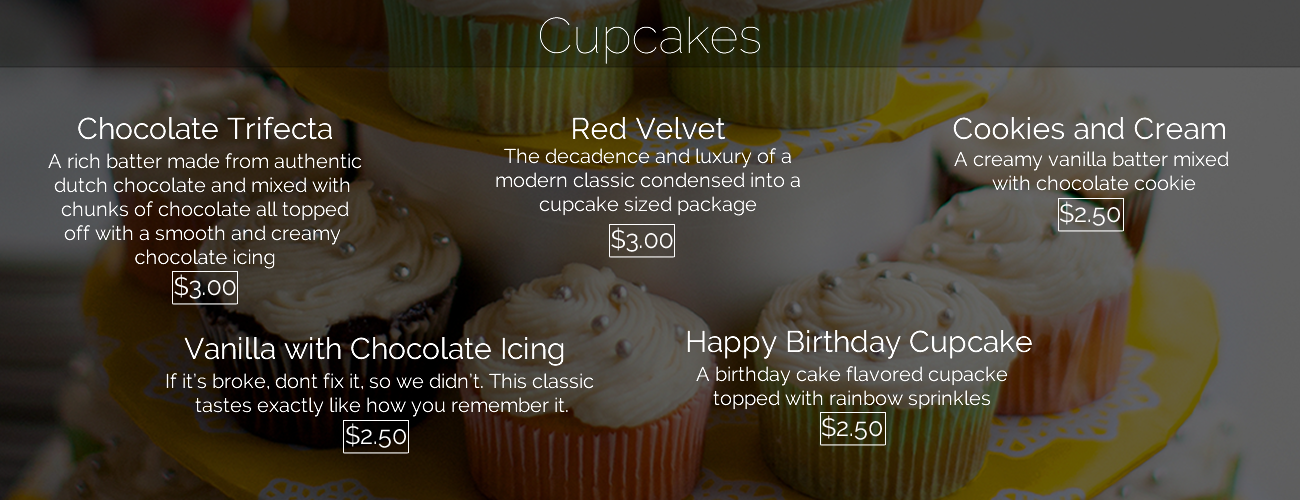 Cupcakes
Chocolate Trifecta
A rich batter made from authentic
dutch chocolate and mixed with
chunks of chocolate all topped
off with a smooth and creamy
chocolate icing
$3.00
Red Velvet
The decadence and luxury of a
modern classic condensed into a
cupcake sized package
$3.00
Cookies and Cream
A creamy vanilla batter mixed
with chocolate cookie
$2.50
Vanilla with Chocolate Icing
If it's broke, dont fix it, so we didn't. This classic
tastes exactly like how you remember it.
$2.50
Happy Birthday Cupcake
A birthday cake flavored cupacke
topped with rainbow sprinkles
$2.50